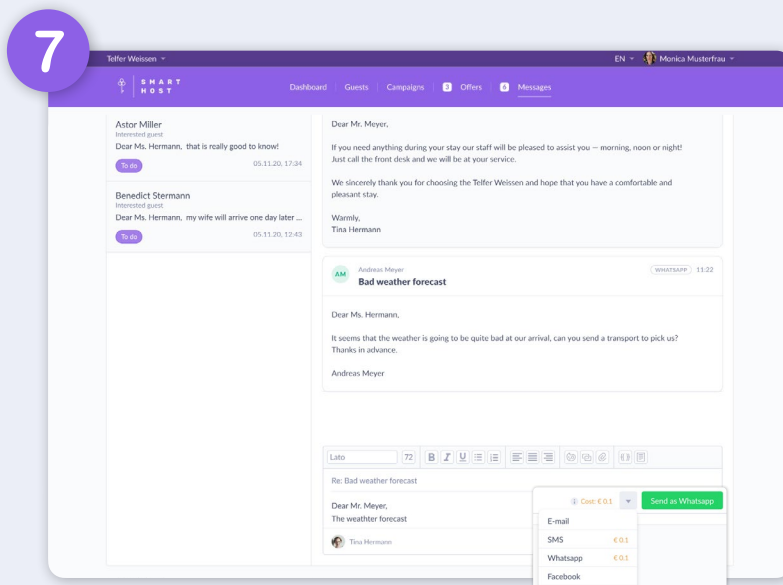 7
Telfer Weissen
EN Monica Musterfrau
SMART
HOST
Dashboard Guests Campaigns 3 Offers 6 Messages
Astor Miller
Interested guest
Dear Ms. Hermann, that is really good to know!
To do 05.11.20, 17:34
Benedict Stermann
Interested guest
Dear Ms. Hermann, my wife will arrive one day later ...
To do 05.11.20, 12:43
Dear Mr. Meyer,
If you need anything during your stay our staff will be pleased to assist you — morning, noon or night!
Just call the front desk and we will be at your service.
We sincerely thank you for choosing the Telfer Weissen and hope that you have a comfortable and
pleasant stay.
Warmly,
Tina Hermann
AM Andreas Meyer WHATSAPP 11:22
Bad weather forecast
Dear Ms. Hermann,
It seems that the weather is going to be quite bad at our arrival, can you send a transport to pick us?
Thanks in advance.
Andreas Meyer
Lato 72 B I U
Re: Bad weather forecast
Dear Mr. Meyer,
The weathter forecast
Tina Hermann
Cost: € 0.1 Send as Whatsapp
E-mail
SMS € 0.1
Whatsapp € 0.1
Facebook